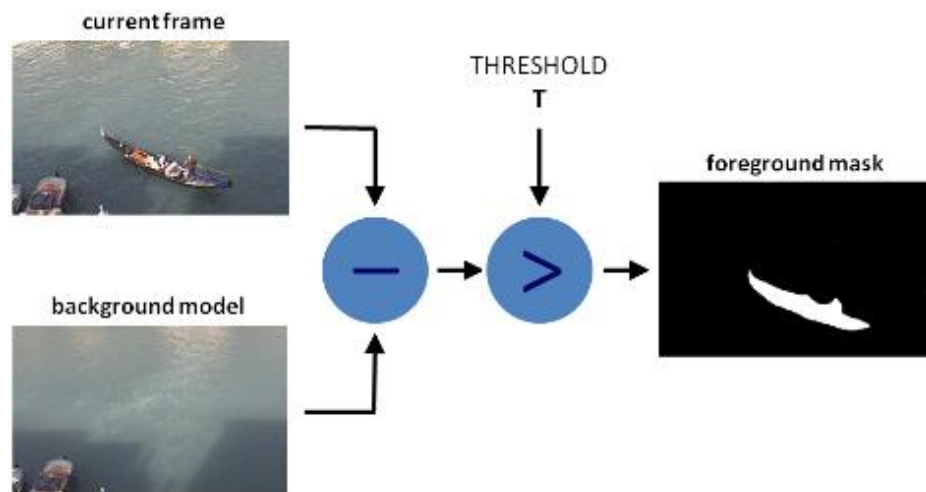 current frame
THRESHOLD
T
foreground mask
−
>
background model